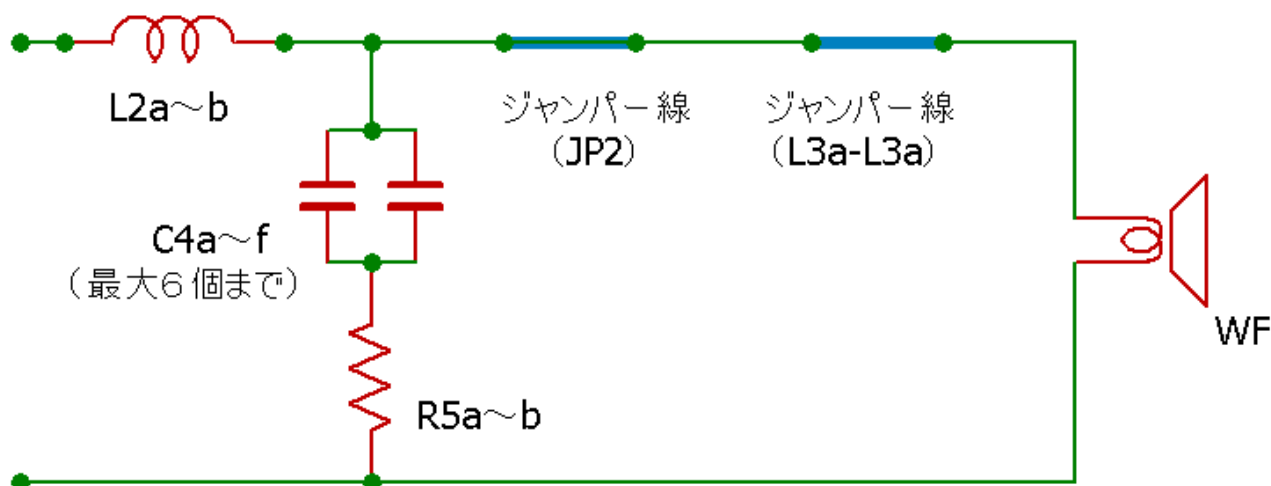 L2a～b
ジャンパー線
（JP2）
ジャンパー線
（L3a-L3a）
C4a～f
（最大６個まで）
WF
R5a～b